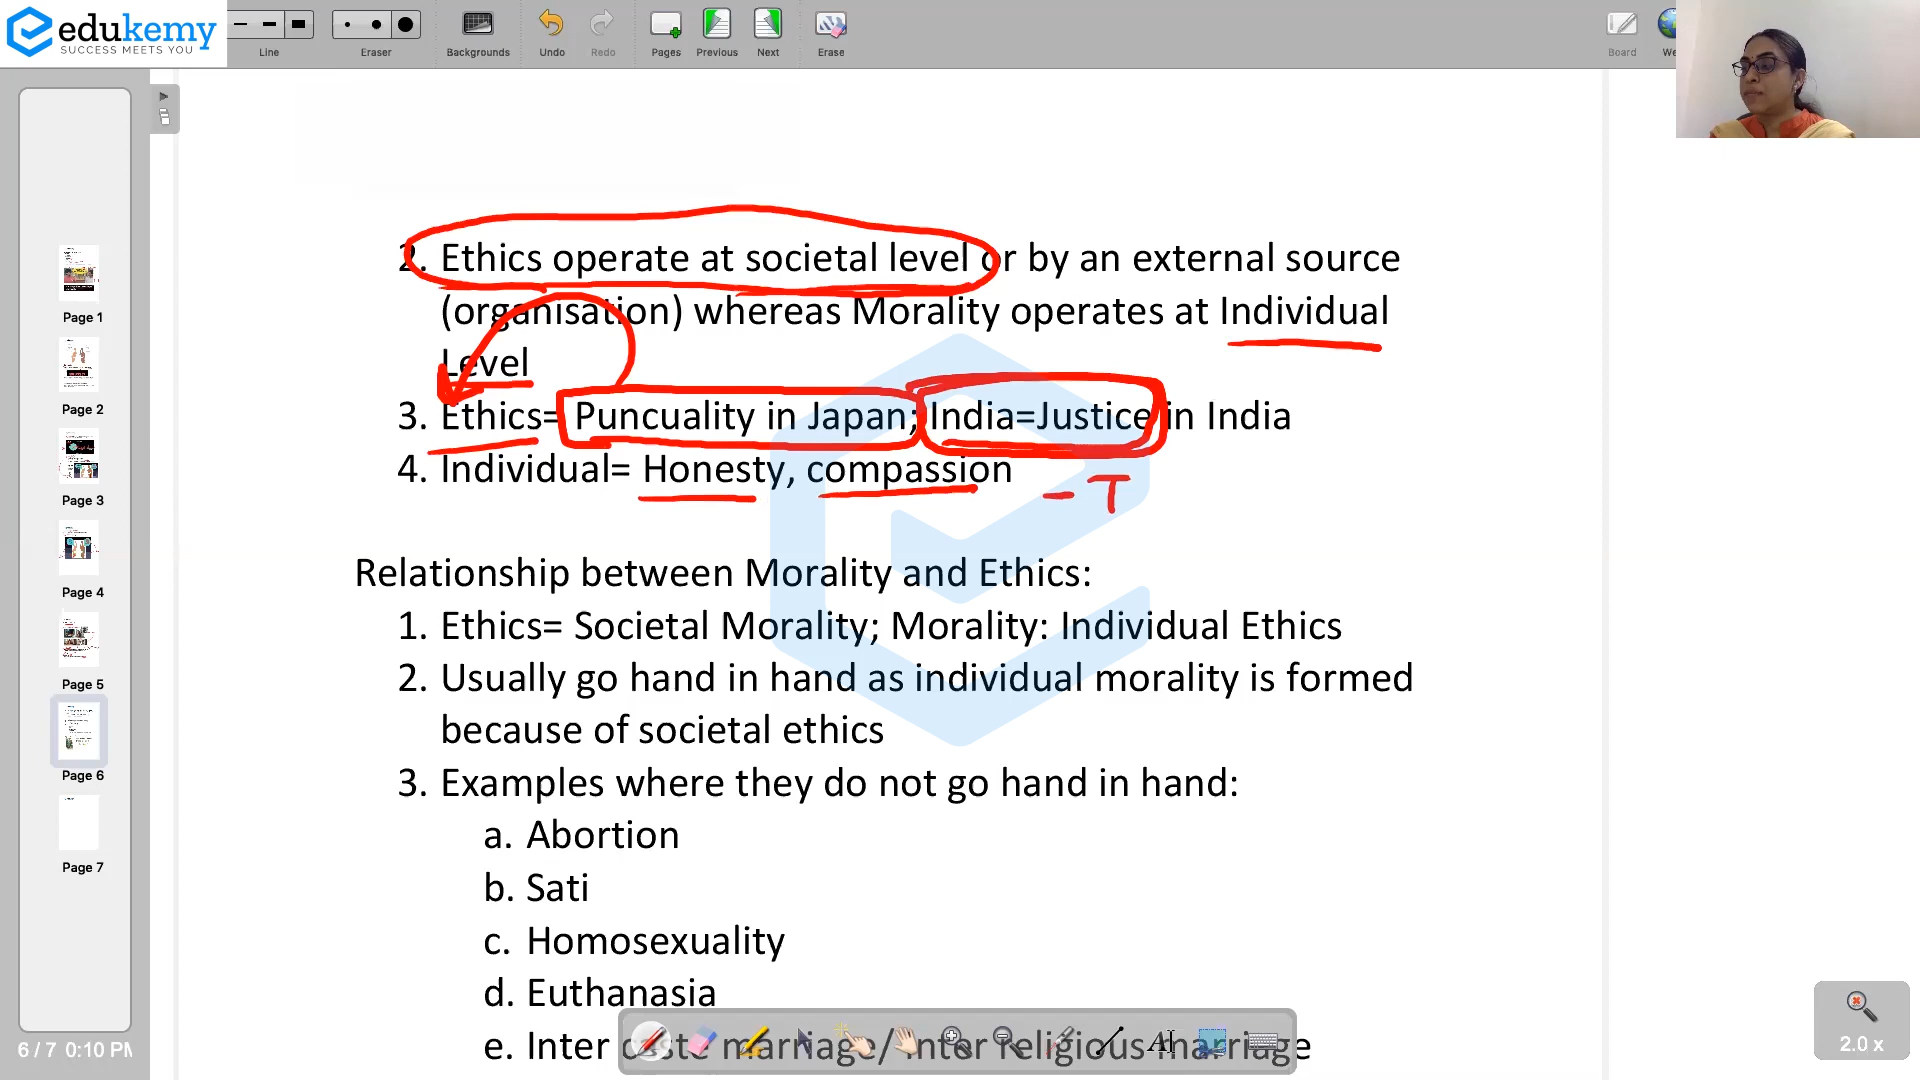 edukemy
SUCCESS MEETS YOU
Line
Eraser
Backgrounds
Undo
Redo
Pages
Previous
Next
Erase
Board
We
Page 1
Page 2
Page 3
Page 4
Page 5
Page 6
Page 7
6 / 7 0:10 PM
2. Ethics operate at societal level or by an external source
(organisation) whereas Morality operates at Individual
Level
3. Ethics= Puncuality in Japan; India=Justice in India
4. Individual= Honesty, compassion
- T
Relationship between Morality and Ethics:
1. Ethics= Societal Morality; Morality: Individual Ethics
2. Usually go hand in hand as individual morality is formed
because of societal ethics
3. Examples where they do not go hand in hand:
a. Abortion
b. Sati
c. Homosexuality
d. Euthanasia
e. Inter caste marriage/ Inter religious marriage
2.0 x